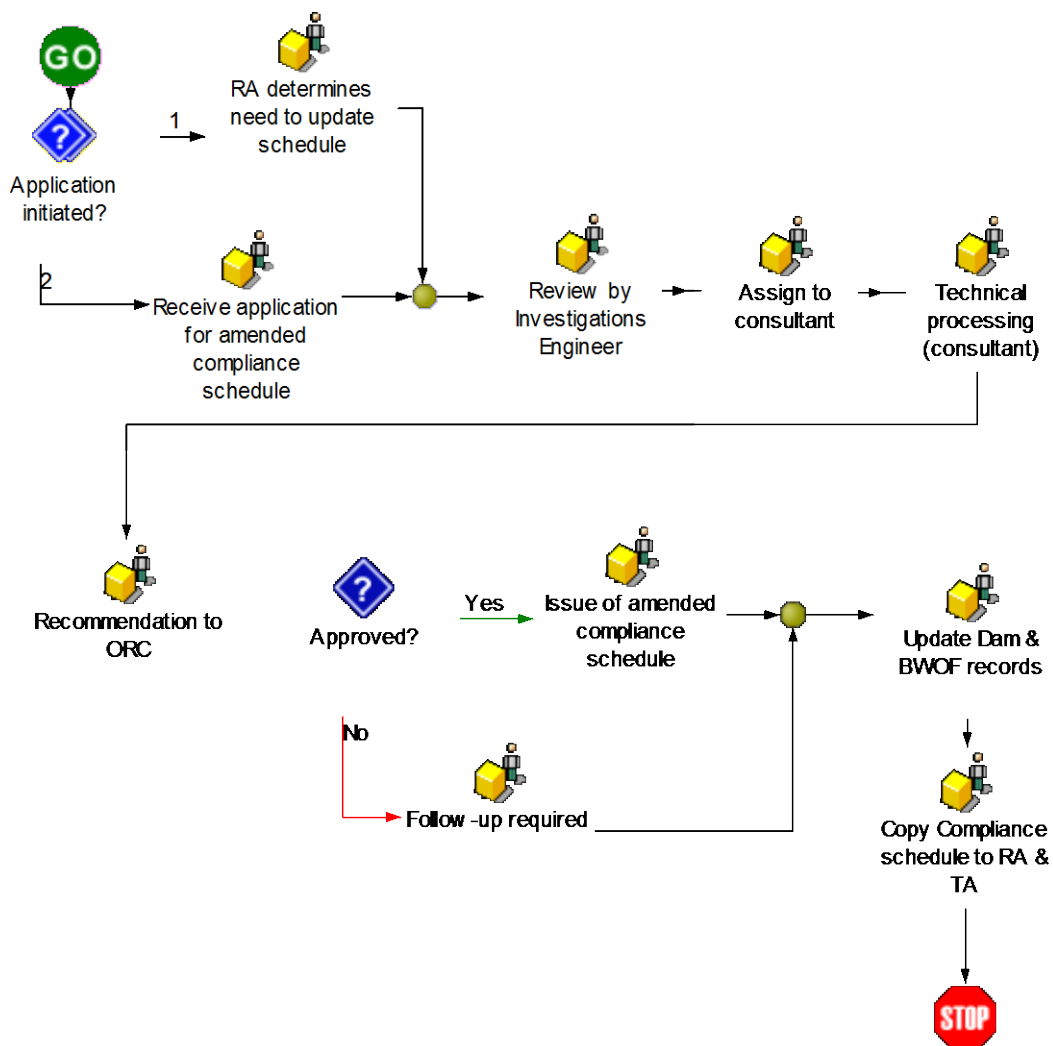 GO
?
Application
initiated?
1
RA determines
need to update
schedule
2
Receive application
for amended
compliance
schedule
Review by
Investigations
Engineer
Assign to
consultant
Technical
processing
(consultant)
Recommendation to
ORC
?
Approved?
Yes
Issue of amended
compliance
schedule
No
Follow -up required
Update Dam &
BWOF records
Copy Compliance
schedule to RA &
TA
STOP